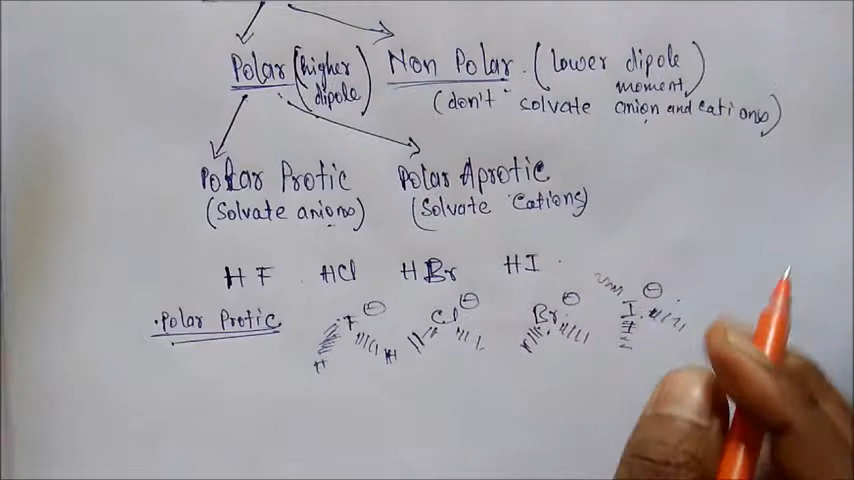 Polar (higher dipole) Non Polar. (lower dipole moment)
(don't solvate anion and cations)
Polar Protic Polar Aprotic
(Solvate anions) (Solvate Cations)
HF HCl HBr HI
Polar Protic F ⊖ Cl ⊖ Br ⊖ I ⊖
H H